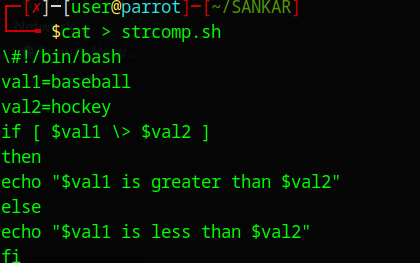 ┌─[✗]─[user@parrot]─[~/SANKAR]
└──╼ $cat > strcomp.sh
\#!/bin/bash
val1=baseball
val2=hockey
if [ $val1 \> $val2 ]
then
echo "$val1 is greater than $val2"
else
echo "$val1 is less than $val2"
fi